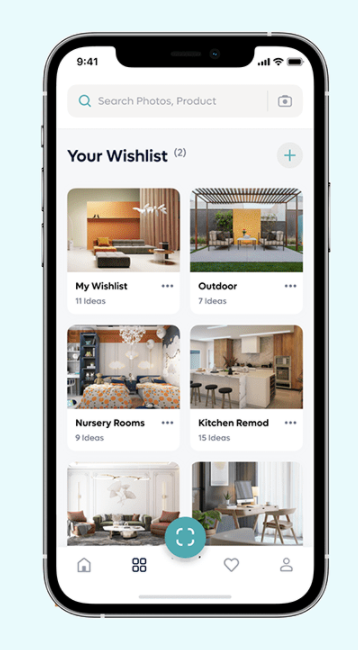 9:41
Search Photos, Product
Your Wishlist (2)
My Wishlist
11 Ideas
Outdoor
7 Ideas
Nursery Rooms
9 Ideas
Kitchen Remod
15 Ideas